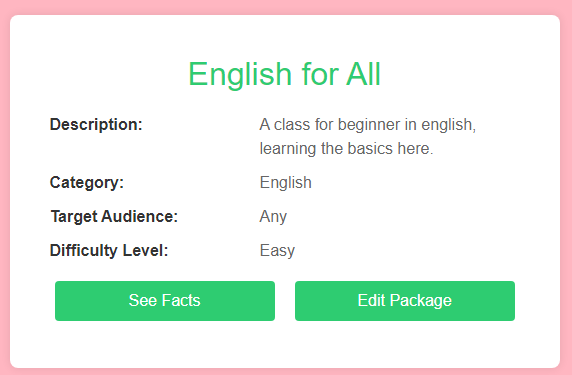 English for All
Description: A class for beginner in english,
learning the basics here.
Category: English
Target Audience: Any
Difficulty Level: Easy
See Facts Edit Package